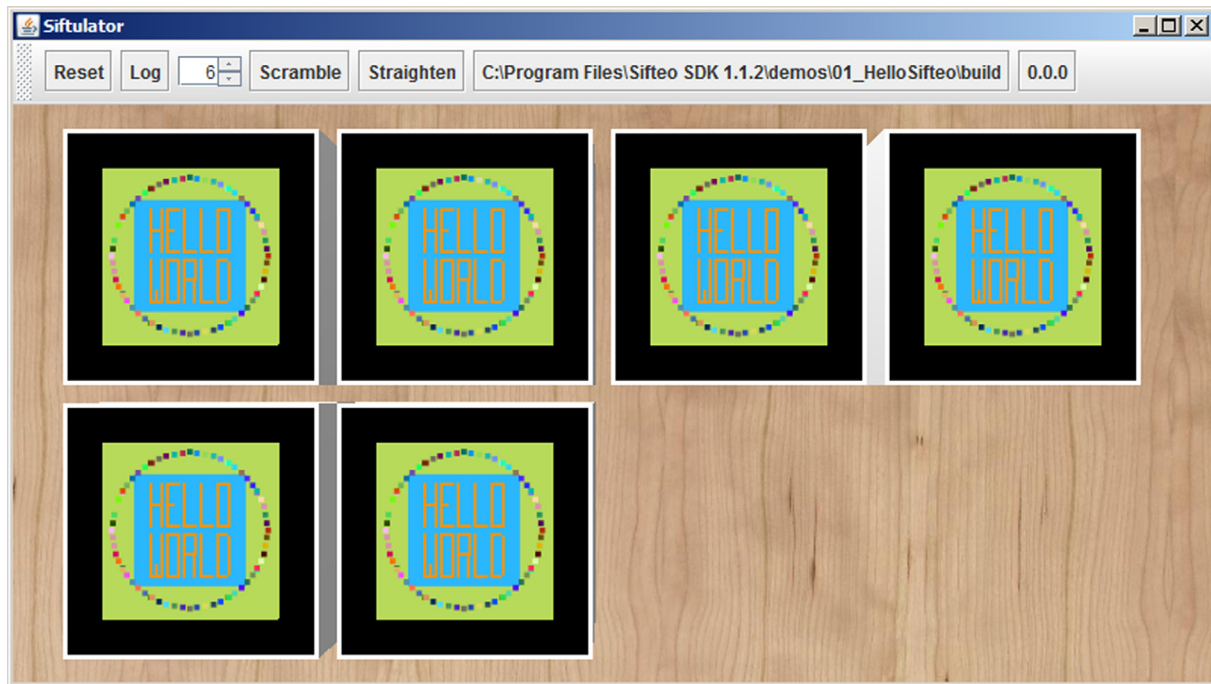 Siftulator
Reset Log 6 Scramble Straighten C:\Program Files\Sifteo SDK 1.1.2\demos\01_HelloSifteo\build 0.0.0
HELLO HELLO HELLO HELLO
WORLD WORLD WORLD WORLD
HELLO HELLO
WORLD WORLD